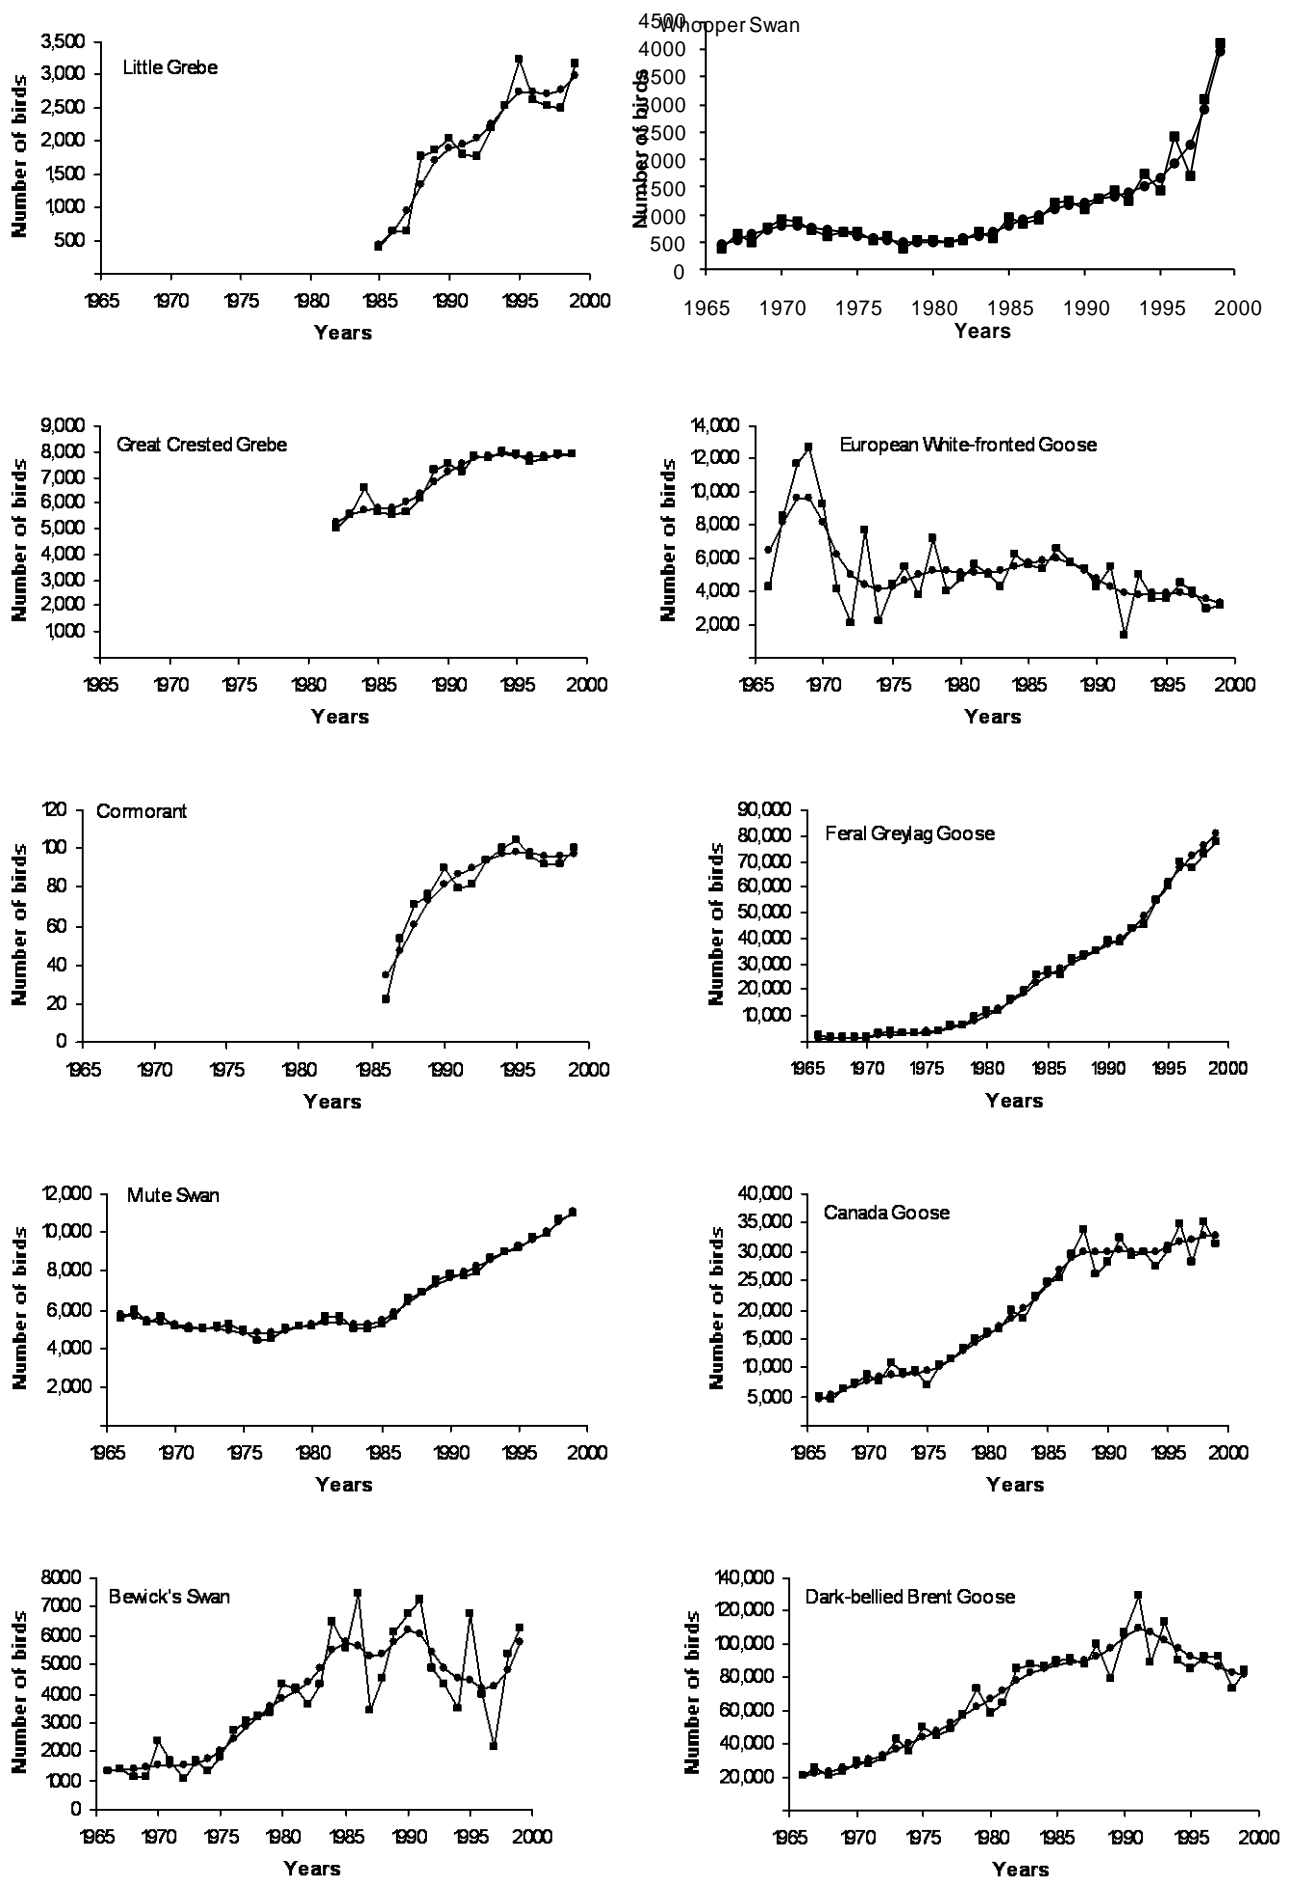 Little Grebe
Number of birds
3,500
3,000
2,500
2,000
1,500
1,000
500
1965 1970 1975 1980 1985 1990 1995 2000
Years
Whooper Swan
Number of birds
4500
4000
3500
3000
2500
2000
1500
1000
500
0
1965 1970 1975 1980 1985 1990 1995 2000
Years
Great Crested Grebe
Number of birds
9,000
8,000
7,000
6,000
5,000
4,000
3,000
2,000
1,000
1965 1970 1975 1980 1985 1990 1995 2000
Years
European White-fronted Goose
Number of birds
14,000
12,000
10,000
8,000
6,000
4,000
2,000
1965 1970 1975 1980 1985 1990 1995 2000
Years
Cormorant
Number of birds
120
100
80
60
40
20
0
1965 1970 1975 1980 1985 1990 1995 2000
Years
Feral Greylag Goose
Number of birds
90,000
80,000
70,000
60,000
50,000
40,000
30,000
20,000
10,000
1965 1970 1975 1980 1985 1990 1995 2000
Years
Mute Swan
Number of birds
12,000
10,000
8,000
6,000
4,000
2,000
1965 1970 1975 1980 1985 1990 1995 2000
Years
Canada Goose
Number of birds
40,000
35,000
30,000
25,000
20,000
15,000
10,000
5,000
1965 1970 1975 1980 1985 1990 1995 2000
Years
Bewick's Swan
Number of birds
8000
7000
6000
5000
4000
3000
2000
1000
0
1965 1970 1975 1980 1985 1990 1995 2000
Years
Dark-bellied Brent Goose
Number of birds
140,000
120,000
100,000
80,000
60,000
40,000
20,000
1965 1970 1975 1980 1985 1990 1995 2000
Years